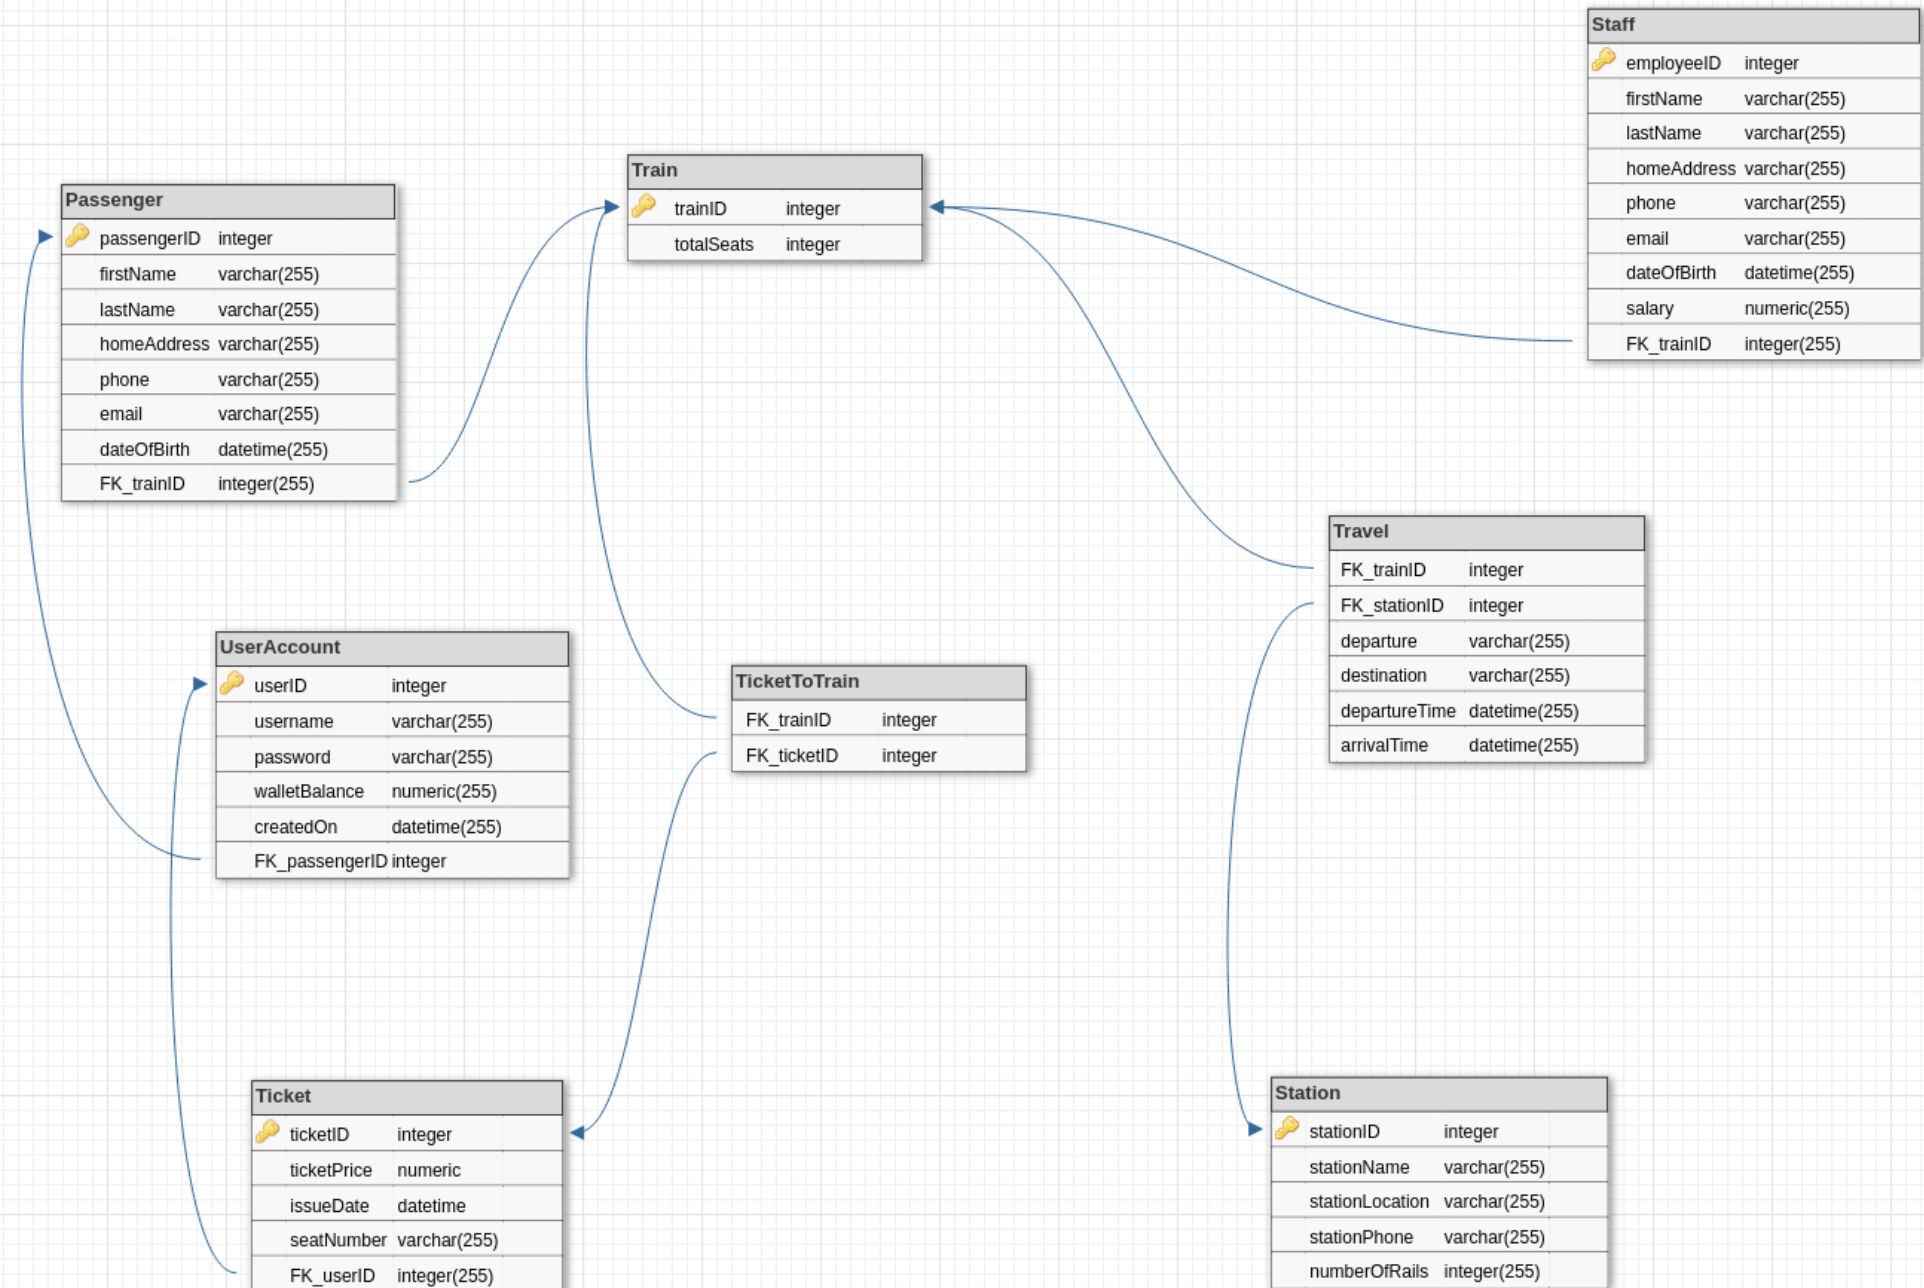 Staff
employeeID integer
firstName varchar(255)
lastName varchar(255)
homeAddress varchar(255)
phone varchar(255)
email varchar(255)
dateOfBirth datetime(255)
salary numeric(255)
FK_trainID integer(255)
Train
trainID integer
totalSeats integer
Passenger
passengerID integer
firstName varchar(255)
lastName varchar(255)
homeAddress varchar(255)
phone varchar(255)
email varchar(255)
dateOfBirth datetime(255)
FK_trainID integer(255)
Travel
FK_trainID integer
FK_stationID integer
departure varchar(255)
destination varchar(255)
departureTime datetime(255)
arrivalTime datetime(255)
UserAccount
userID integer
username varchar(255)
password varchar(255)
walletBalance numeric(255)
createdOn datetime(255)
FK_passengerID integer
TicketToTrain
FK_trainID integer
FK_ticketID integer
Ticket
ticketID integer
ticketPrice numeric
issueDate datetime
seatNumber varchar(255)
FK_userID integer(255)
Station
stationID integer
stationName varchar(255)
stationLocation varchar(255)
stationPhone varchar(255)
numberOfRails integer(255)